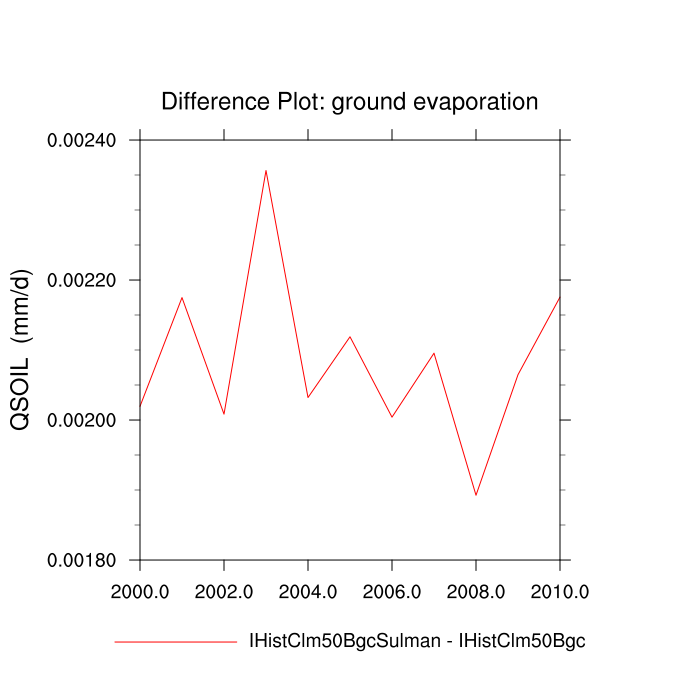 Difference Plot: ground evaporation
0.00240
0.00220
0.00200
0.00180
QSOIL (mm/d)
2000.0 2002.0 2004.0 2006.0 2008.0 2010.0
IHistClm50BgcSulman - IHistClm50Bgc